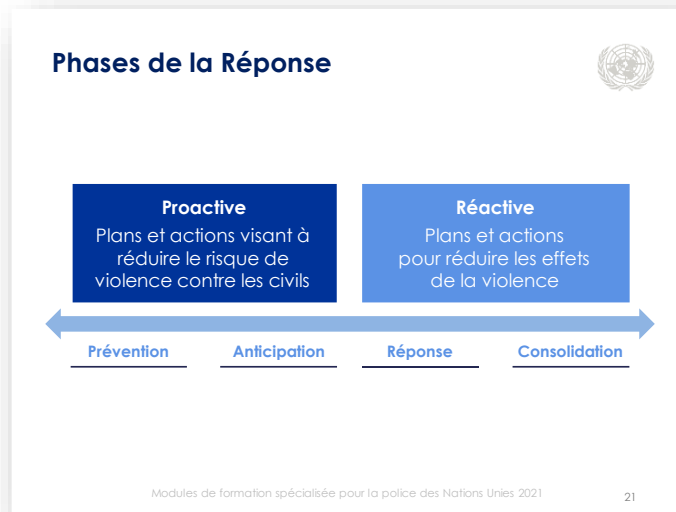 Phases de la Réponse
Proactive
Plans et actions visant à
réduire le risque de
violence contre les civils
Réactive
Plans et actions
pour réduire les effets
de la violence
Prévention
Anticipation
Réponse
Consolidation
Modules de formation spécialisée pour la police des Nations Unies 2021
21